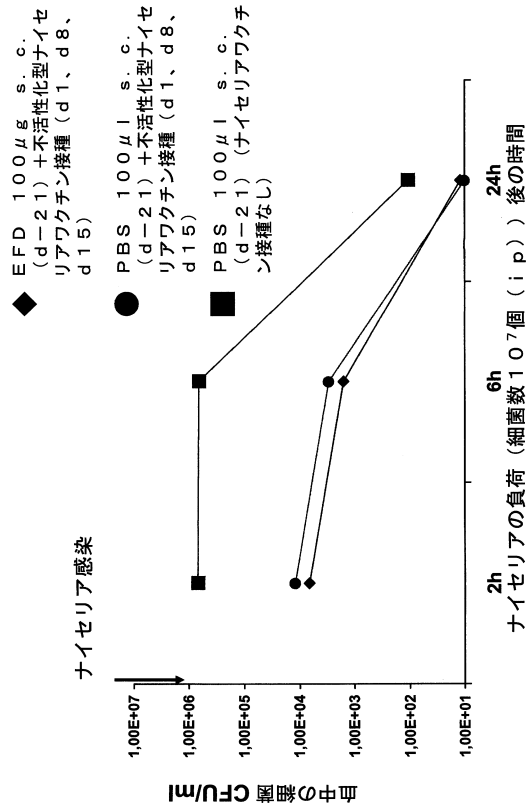 ◆ EFD 100μg s.c.
(d－21)＋不活性化型ナイセ
リアワクチン接種(d1、d8、
d15)
● PBS 100μl s.c.
(d－21)＋不活性化型ナイセ
リアワクチン接種(d1、d8、
d15)
■ PBS 100μl s.c.
(d－21)(ナイセリアワクチ
ン接種なし)
ナイセリア感染
血中の細菌 CFU/ml
1,00E+07
1,00E+06
1,00E+05
1,00E+04
1,00E+03
1,00E+02
1,00E+01
2h
6h
24h
ナイセリアの負荷(細菌数10⁷個(ip))後の時間